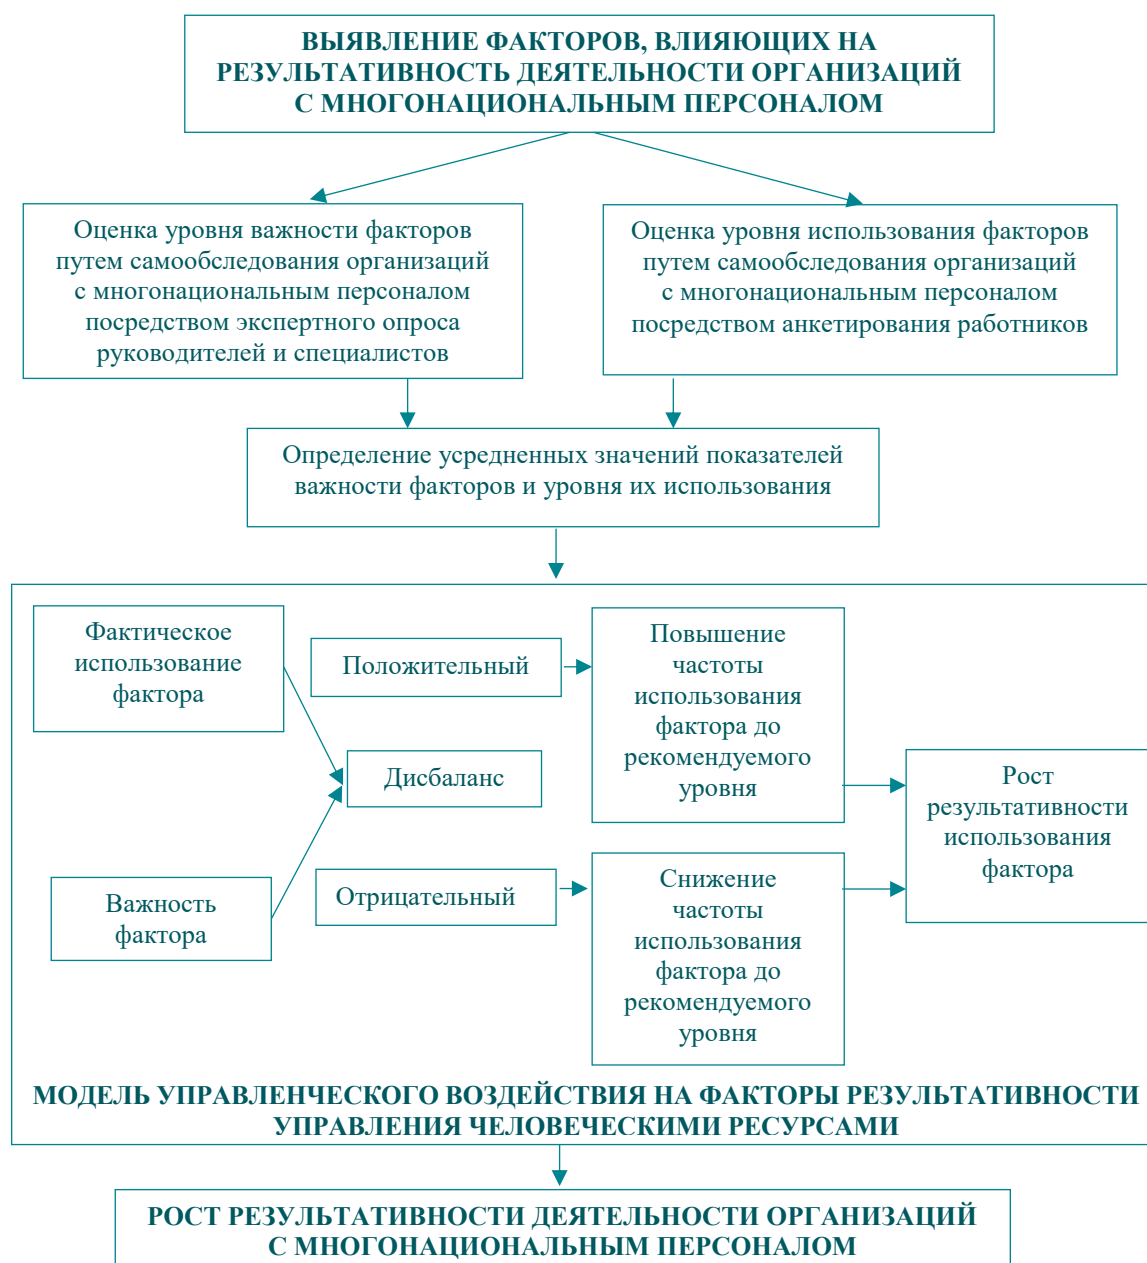 ВЫЯВЛЕНИЕ ФАКТОРОВ, ВЛИЯЮЩИХ НА
РЕЗУЛЬТАТИВНОСТЬ ДЕЯТЕЛЬНОСТИ ОРГАНИЗАЦИЙ
С МНОГОНАЦИОНАЛЬНЫМ ПЕРСОНАЛОМ
Оценка уровня важности факторов
путем самообследования организаций
с многонациональным персоналом
посредством экспертного опроса
руководителей и специалистов
Оценка уровня использования факторов
путем самообследования организаций
с многонациональным персоналом
посредством анкетирования работников
Определение усредненных значений показателей
важности факторов и уровня их использования
Фактическое
использование
фактора
Важность
фактора
Положительный
Дисбаланс
Отрицательный
Повышение
частоты
использования
фактора до
рекомендуемого
уровня
Снижение
частоты
использования
фактора до
рекомендуемого
уровня
Рост
результативности
использования
фактора
МОДЕЛЬ УПРАВЛЕНЧЕСКОГО ВОЗДЕЙСТВИЯ НА ФАКТОРЫ РЕЗУЛЬТАТИВНОСТИ
УПРАВЛЕНИЯ ЧЕЛОВЕЧЕСКИМИ РЕСУРСАМИ
РОСТ РЕЗУЛЬТАТИВНОСТИ ДЕЯТЕЛЬНОСТИ ОРГАНИЗАЦИЙ
С МНОГОНАЦИОНАЛЬНЫМ ПЕРСОНАЛОМ